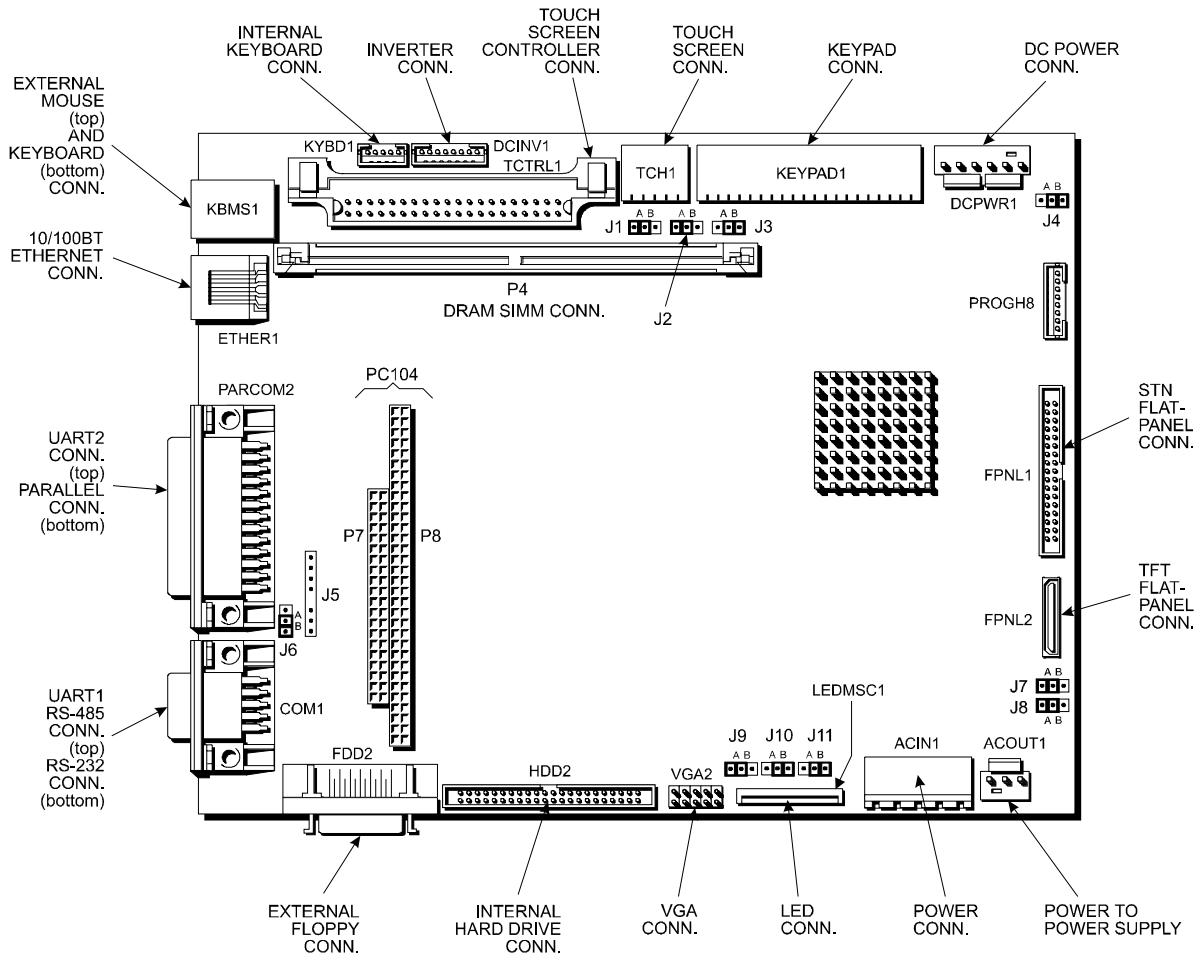 INTERNAL
KEYBOARD
CONN.
INVERTER
CONN.
TOUCH
SCREEN
CONTROLLER
CONN.
TOUCH
SCREEN
CONN.
KEYPAD
CONN.
DC POWER
CONN.
EXTERNAL
MOUSE
(top)
AND
KEYBOARD
(bottom)
CONN.
KYBD1
DCINV1
TCTRL1
TCH1
KEYPAD1
DCPWR1
A B
J4
KBMS1
J1
A B
A B
A B
J3
J2
10/100BT
ETHERNET
CONN.
ETHER1
P4
DRAM SIMM CONN.
PROGH8
PARCOM2
PC104
UART2
CONN.
(top)
PARALLEL
CONN.
(bottom)
P7
P8
STN
FLAT-
PANEL
CONN.
FPNL1
J5
A
B
J6
TFT
FLAT-
PANEL
CONN.
FPNL2
UART1
RS-485
CONN.
(top)
RS-232
CONN.
(bottom)
COM1
A B
J7
J8
A B
LEDMSC1
FDD2
HDD2
VGA2
J9
J10
J11
A B
A B
A B
ACIN1
ACOUT1
EXTERNAL
FLOPPY
CONN.
INTERNAL
HARD DRIVE
CONN.
VGA
CONN.
LED
CONN.
POWER
CONN.
POWER TO
POWER SUPPLY